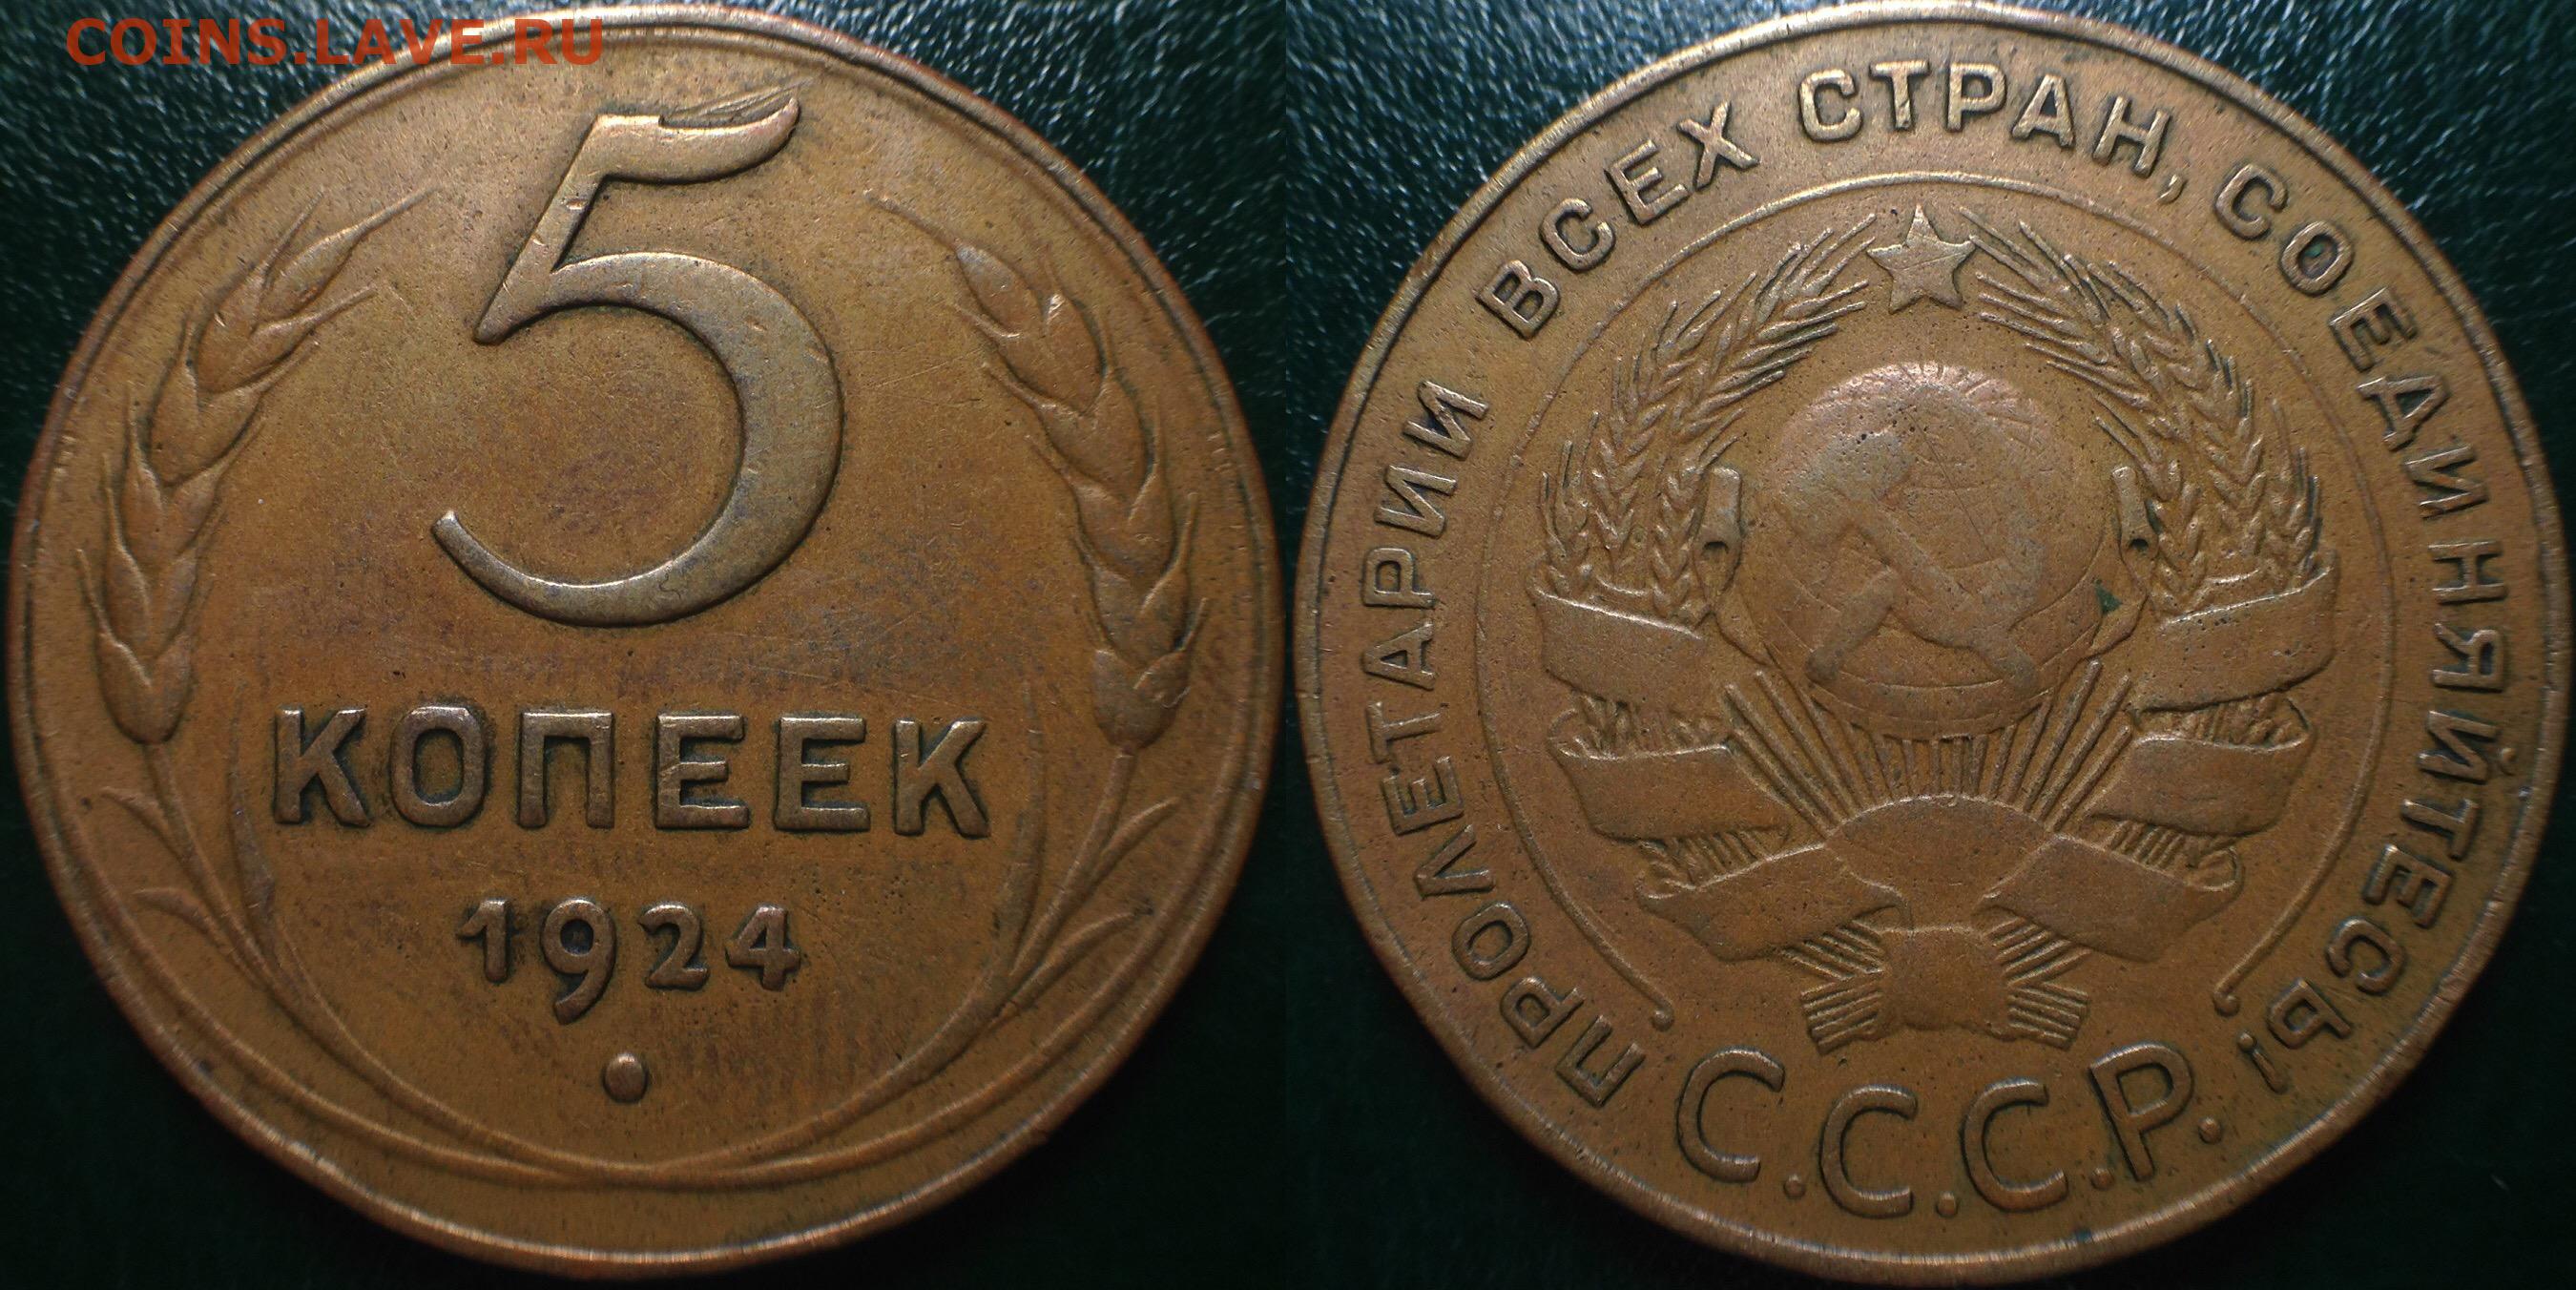 COINS.LAVE.RU
5
КОПЕЕК
1924
ПРОЛЕТАРИИ ВСЕХ СТРАН, СОЕДИНЯЙТЕСЬ!
С.С.С.Р.